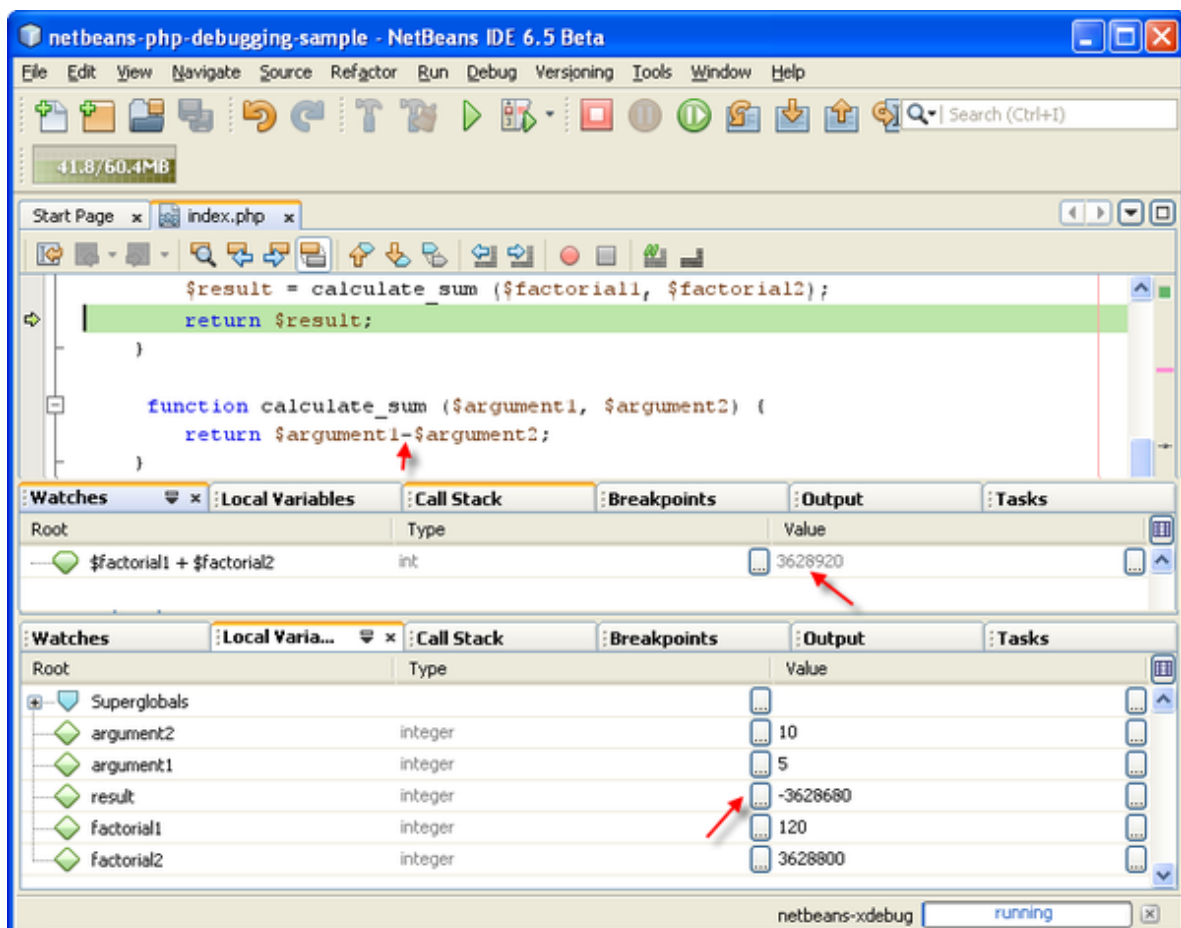 netbeans-php-debugging-sample - NetBeans IDE 6.5 Beta
File Edit View Navigate Source Refactor Run Debug Versioning Tools Window Help
Search (Ctrl+I)
41.8/60.4MB
Start Page x index.php x
$result = calculate_sum ($factorial1, $factorial2);
return $result;
}
function calculate_sum ($argument1, $argument2) {
return $argument1-$argument2;
}
Watches x Local Variables Call Stack Breakpoints Output Tasks
Root Type Value
$factorial1 + $factorial2 int ... 3628920 ...
Watches Local Varia... x Call Stack Breakpoints Output Tasks
Root Type Value
Superglobals ... ...
argument2 integer ... 10 ...
argument1 integer ... 5 ...
result integer ... -3628680 ...
factorial1 integer ... 120 ...
factorial2 integer ... 3628800 ...
netbeans-xdebug running x